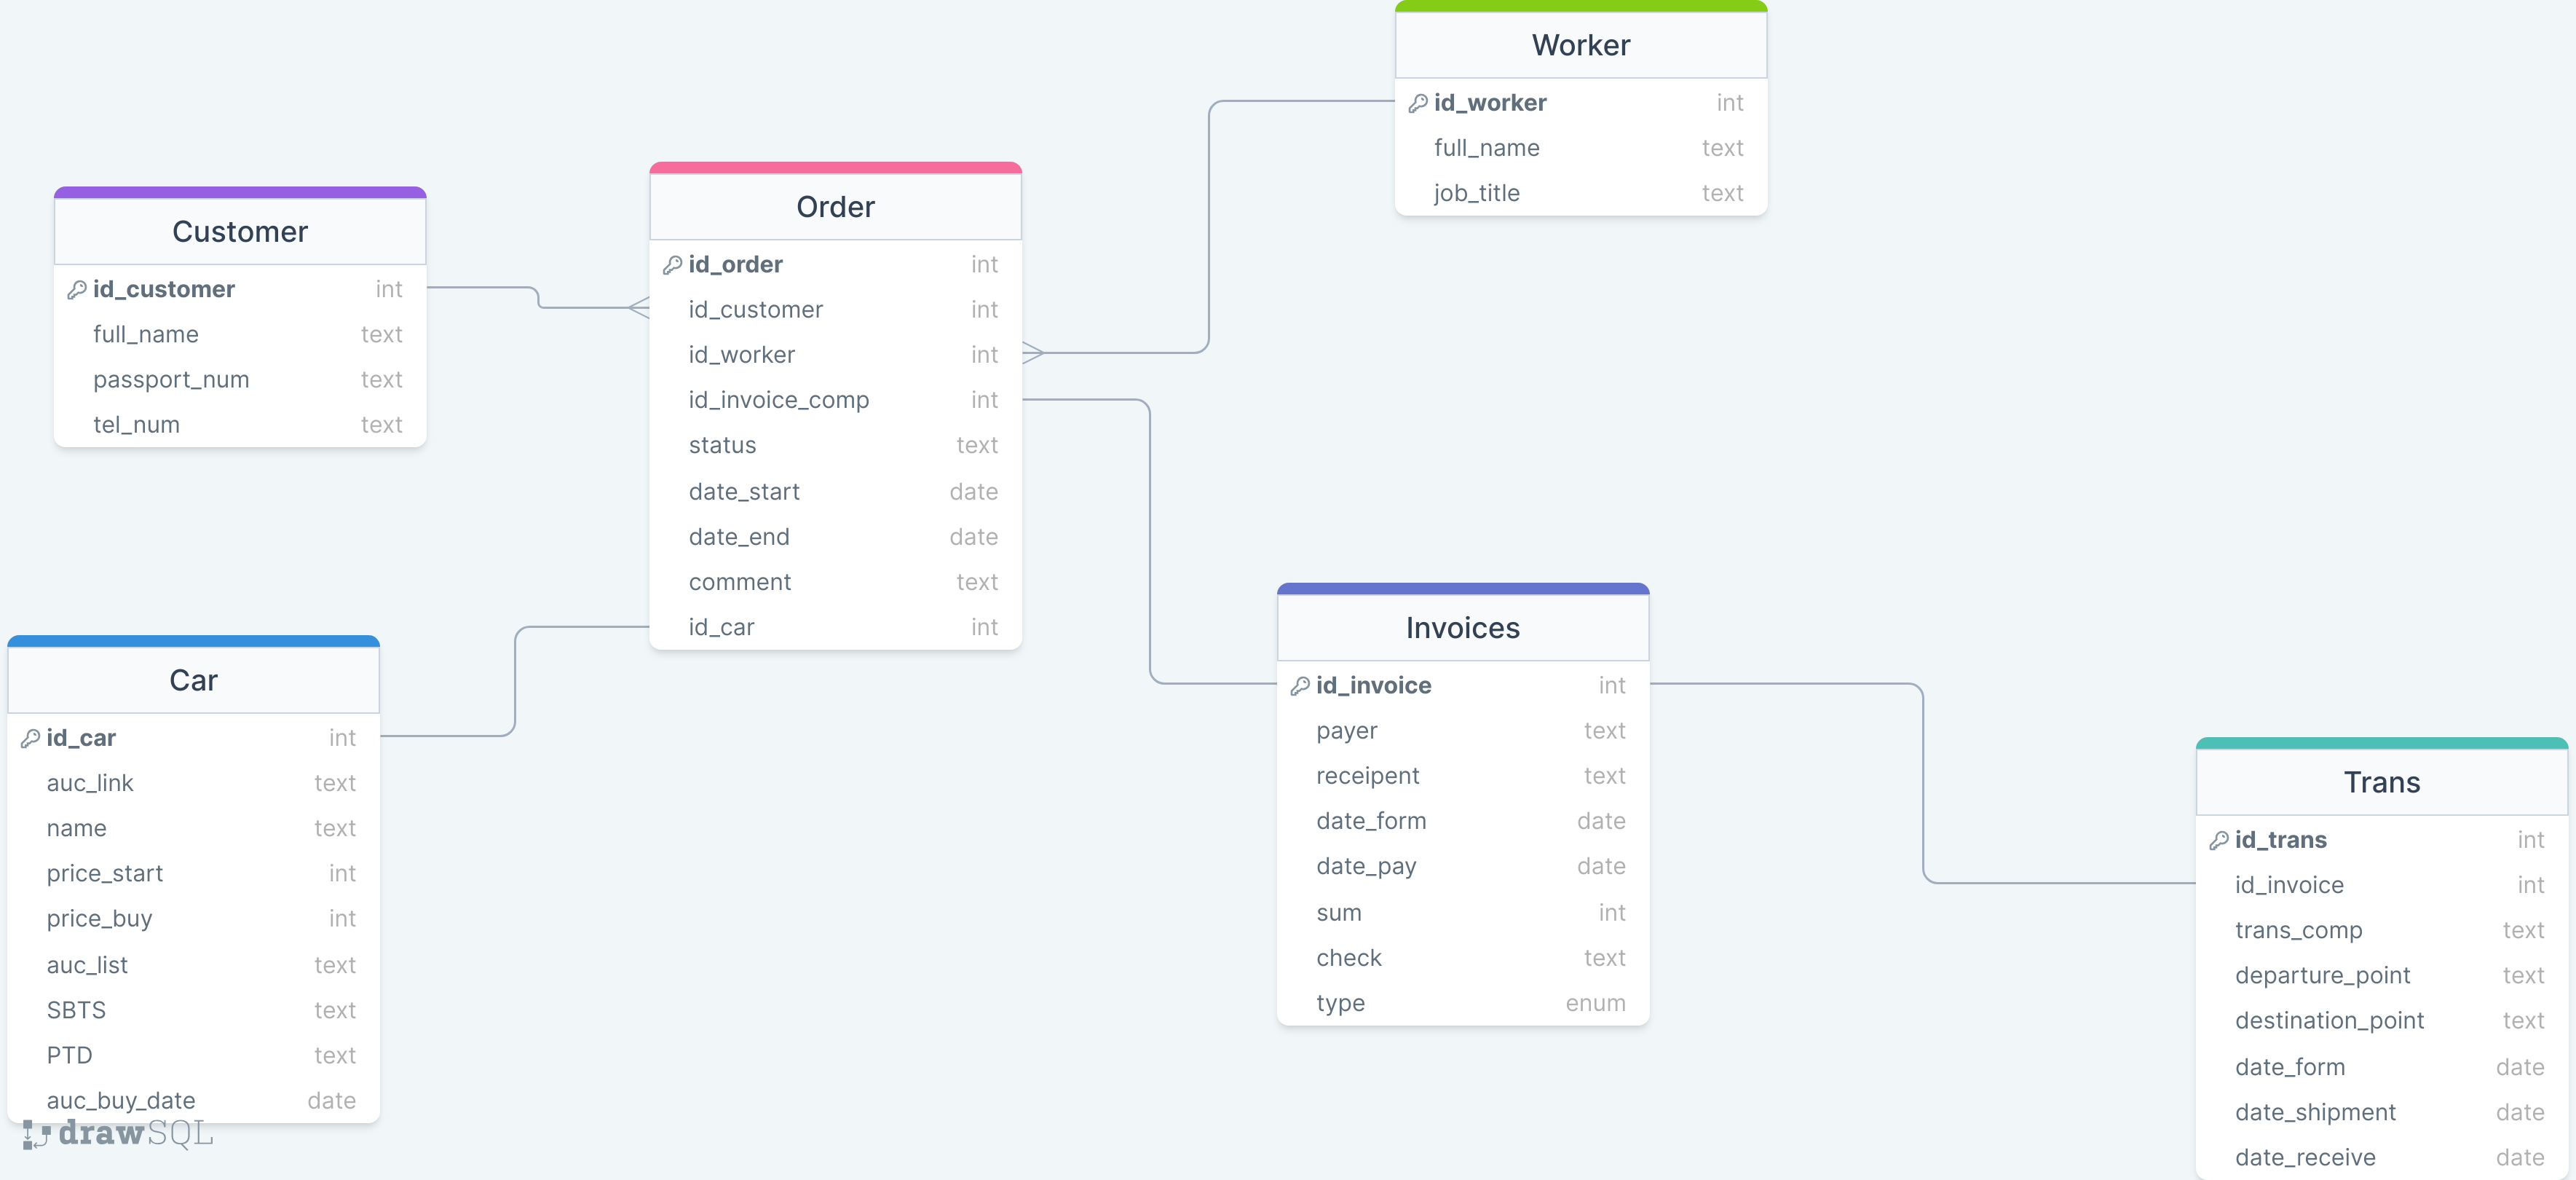 Worker
id_worker int
full_name text
job_title text
Customer
id_customer int
full_name text
passport_num text
tel_num text
Order
id_order int
id_customer int
id_worker int
id_invoice_comp int
status text
date_start date
date_end date
comment text
id_car int
Car
id_car int
auc_link text
name text
price_start int
price_buy int
auc_list text
SBTS text
PTD text
auc_buy_date date
Invoices
id_invoice int
payer text
receipent text
date_form date
date_pay date
sum int
check text
type enum
Trans
id_trans int
id_invoice int
trans_comp text
departure_point text
destination_point text
date_form date
date_shipment date
date_receive date
drawSQL